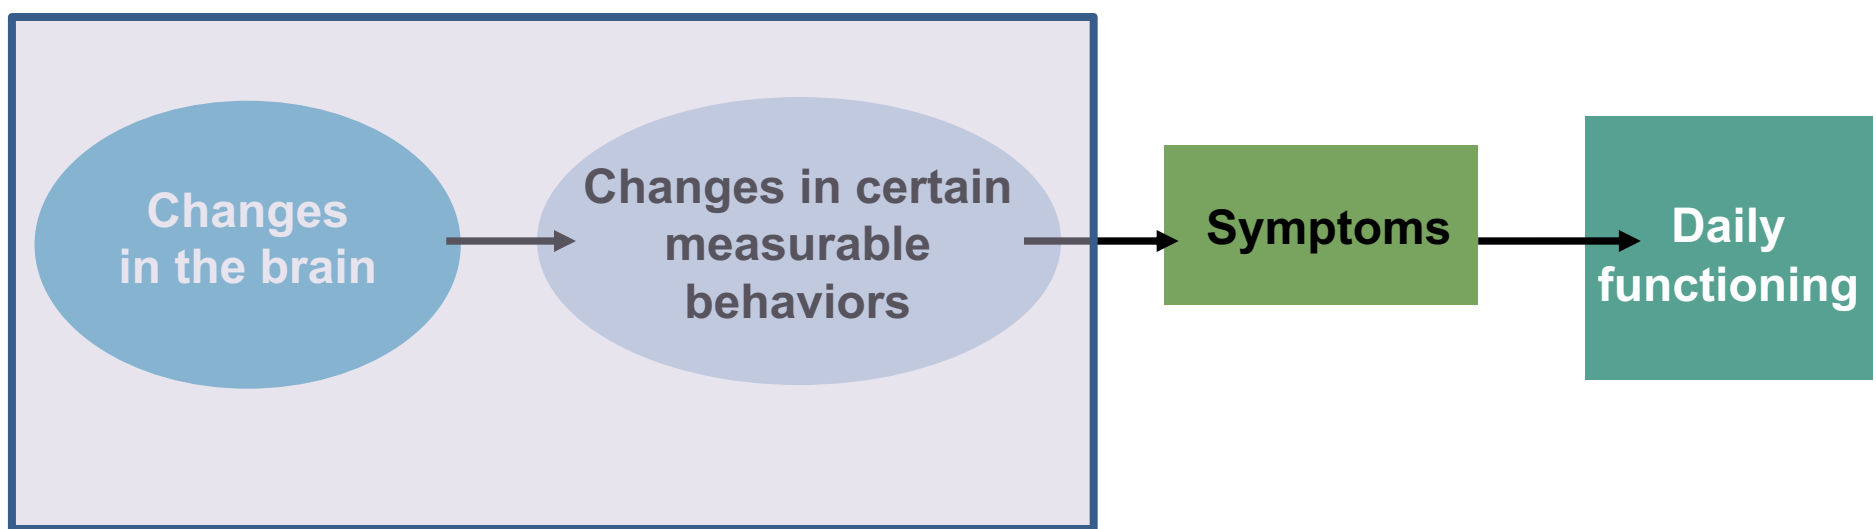 Changes
in the brain
Changes in certain
measurable
behaviors
Symptoms
Daily
functioning